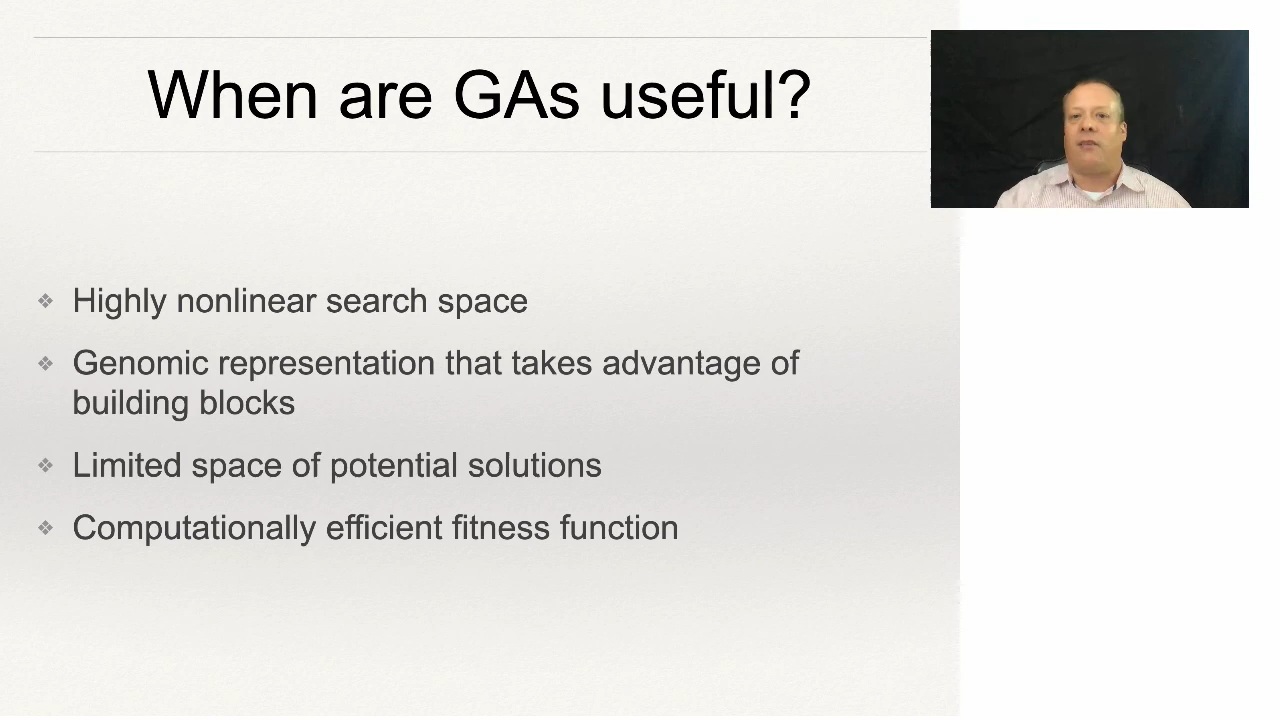 When are GAs useful?
Highly nonlinear search space
Genomic representation that takes advantage of
building blocks
Limited space of potential solutions
Computationally efficient fitness function